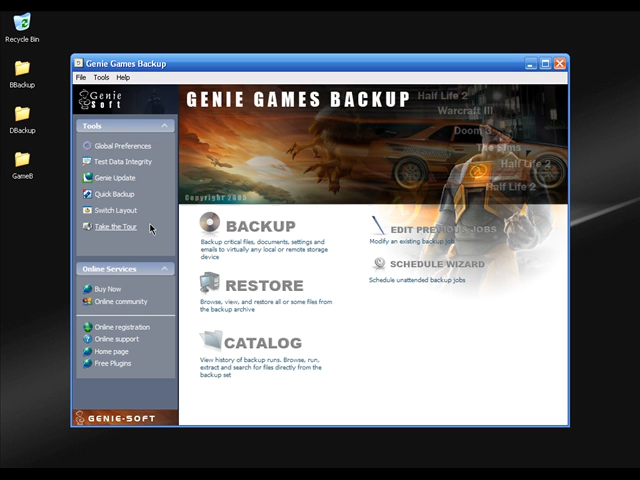 Recycle Bin
BBackup
DBackup
GameB
Genie Games Backup
File Tools Help
Genie
Soft
GENIE GAMES BACKUP
Half Life 2
Warcraft III
Doom 3
The Sims
Half Life 2
Half Life 2
Tools
Global Preferences
Test Data Integrity
Genie Update
Quick Backup
Switch Layout
Take the Tour
Online Services
Buy Now
Online community
Online registration
Online support
Home page
Free Plugins
GENIE-SOFT
BACKUP
Backup critical files, documents, settings and
emails to virtually any local or remote storage
device
RESTORE
Browse, view, and restore all or some files from
the backup archive
CATALOG
View history of backup runs. Browse, run,
extract and search for files directly from the
backup set
EDIT PREVIOUS JOBS
Modify an existing backup job
SCHEDULE WIZARD
Schedule unattended backup jobs